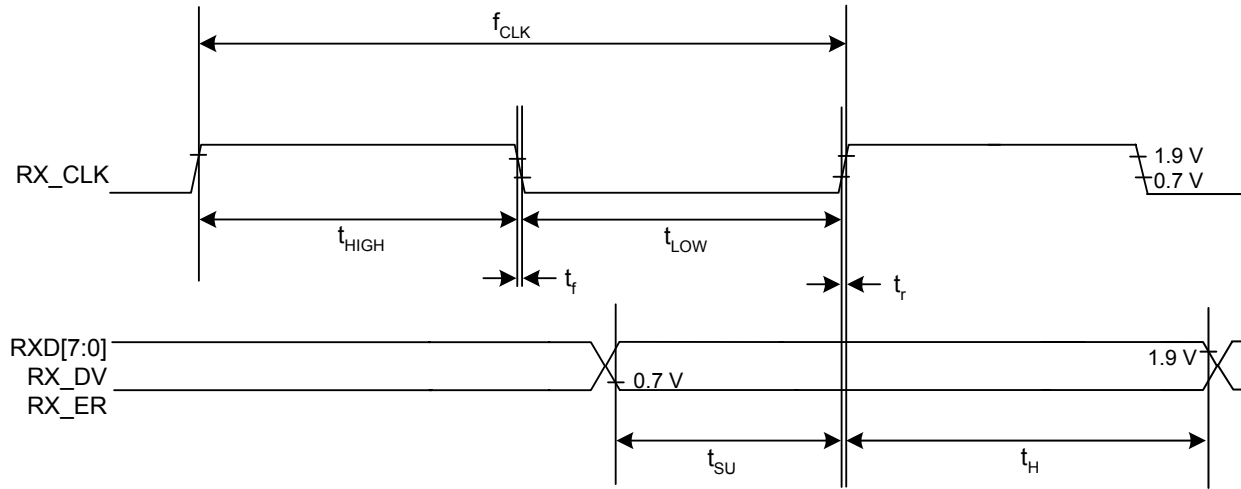 fCLK
RX_CLK
1.9 V
0.7 V
tHIGH
tLOW
tf
tr
RXD[7:0]
RX_DV
RX_ER
0.7 V
1.9 V
tSU
tH